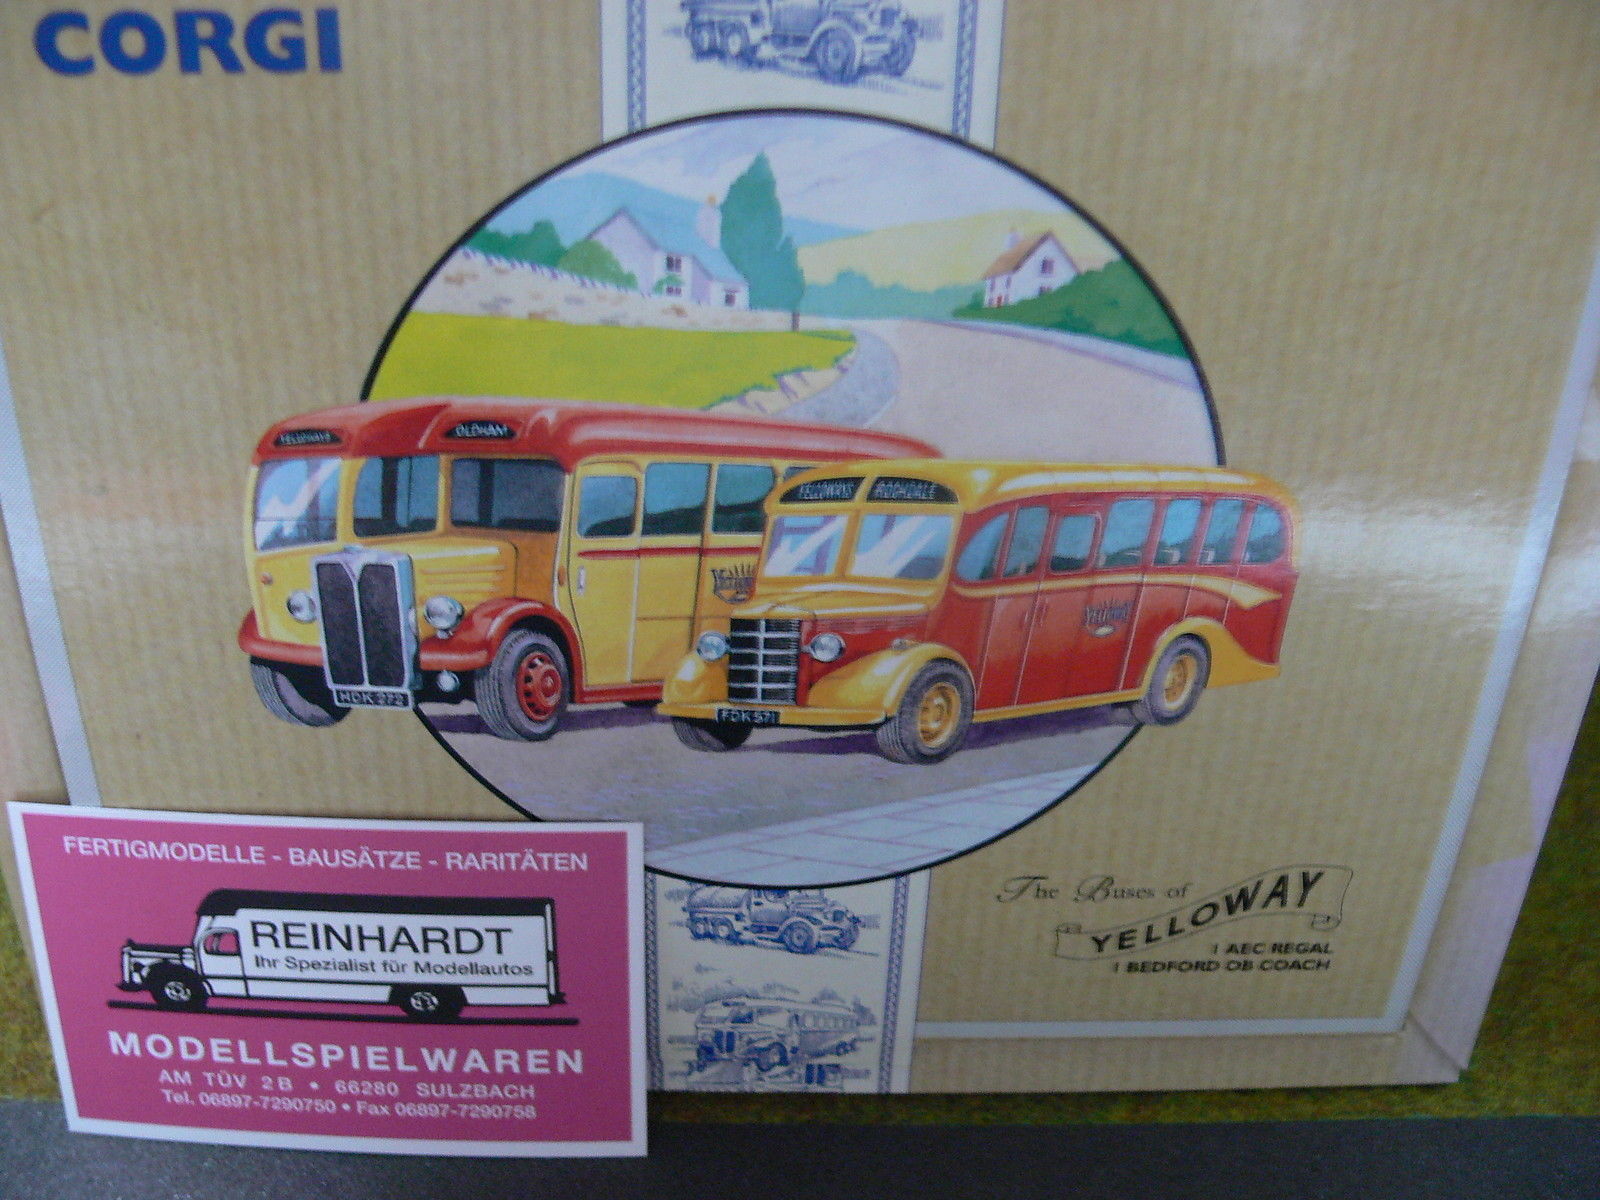 CORGI
YELLOWAYS
OLDHAM
YELLOWAYS
ROCHDALE
YELLOWAY
HDK 272
FDK 571
The Buses of
YELLOWAY
1 AEC REGAL
1 BEDFORD OB COACH
FERTIGMODELLE - BAUSÄTZE - RARITÄTEN
REINHARDT
Ihr Spezialist für Modellautos
MODELLSPIELWAREN
AM TÜV 2B • 66280 SULZBACH
Tel. 06897-7290750 • Fax 06897-7290758